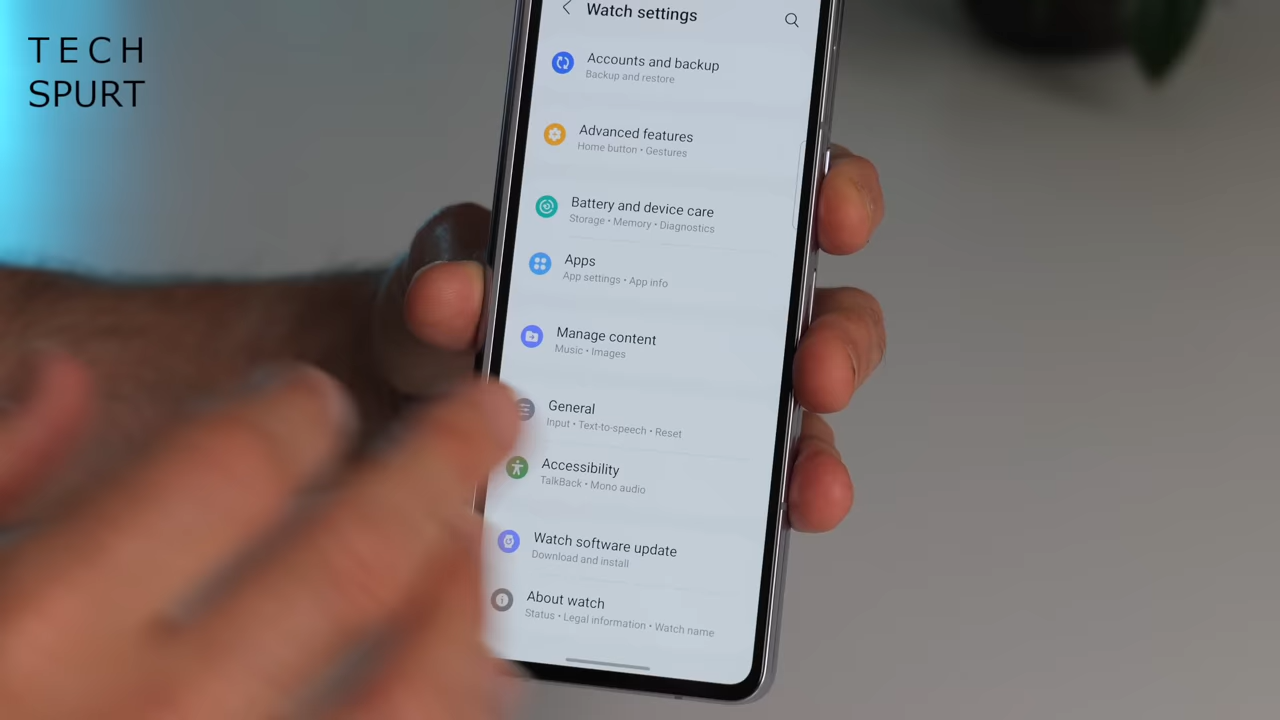 TECH
SPURT
Watch settings
Accounts and backup
Backup and restore
Advanced features
Home button • Gestures
Battery and device care
Storage • Memory • Diagnostics
Apps
App settings • App info
Manage content
Music • Images
General
Input • Text-to-speech • Reset
Accessibility
TalkBack • Mono audio
Watch software update
Download and install
About watch
Status • Legal information • Watch name